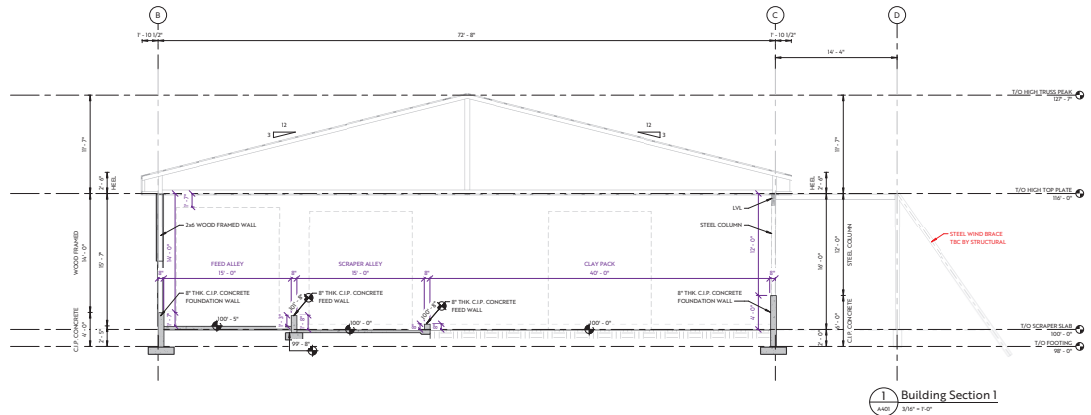 B
C
D
1' - 10 1/2"
72' - 8"
1' - 10 1/2"
14' - 4"
T/O HIGH TRUSS PEAK
127' - 7"
12
3
12
3
11' - 7"
11' - 7"
2' - 6"
HEEL
HEEL
2' - 6"
T/O HIGH TOP PLATE
116' - 0"
LVL
2x6 WOOD FRAMED WALL
STEEL COLUMN
STEEL WIND BRACE
TBC BY STRUCTURAL
WOOD FRAMED
14' - 0"
15' - 7"
14' - 0"
12' - 0"
16' - 0"
12' - 0"
STEEL COLUMN
FEED ALLEY
SCRAPER ALLEY
CLAY PACK
8"
15' - 0"
8"
15' - 0"
8"
40' - 0"
8"
8" THK. C.I.P. CONCRETE
FOUNDATION WALL
8" THK. C.I.P. CONCRETE
FEED WALL
8" THK. C.I.P. CONCRETE
FEED WALL
8" THK. C.I.P. CONCRETE
FOUNDATION WALL
C.I.P. CONCRETE
4' - 0"
2' - 5"
100' - 5"
100' - 0"
100' - 0"
4' - 0"
2' - 0"
C.I.P. CONCRETE
T/O SCRAPER SLAB
100' - 0"
99' - 8"
T/O FOOTING
98' - 0"
1
Building Section 1
A401
3/16" = 1'-0"